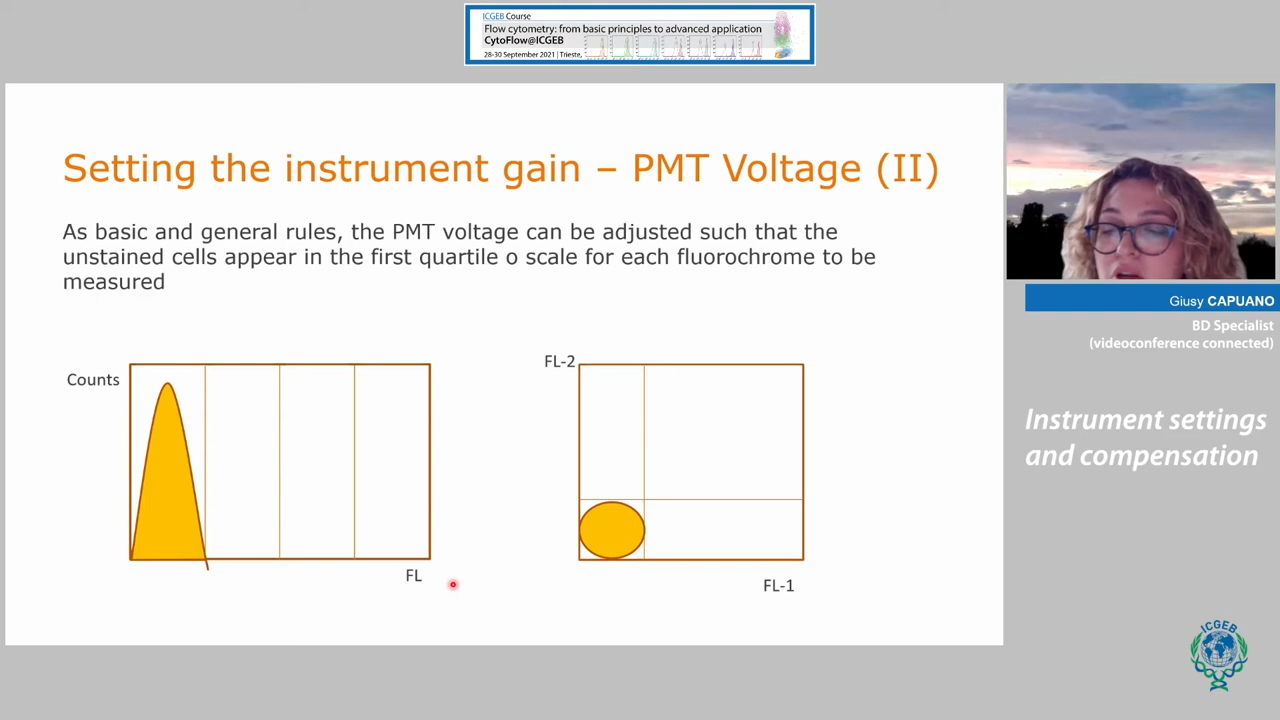 ICGEB Course
Flow cytometry: from basic principles to advanced application
CytoFlow@ICGEB
28-30 September 2021 | Trieste,
Setting the instrument gain – PMT Voltage (II)
As basic and general rules, the PMT voltage can be adjusted such that the
unstained cells appear in the first quartile o scale for each fluorochrome to be
measured
Counts
FL
FL-2
FL-1
Giusy CAPUANO
BD Specialist
(videoconference connected)
Instrument settings
and compensation
ICGEB